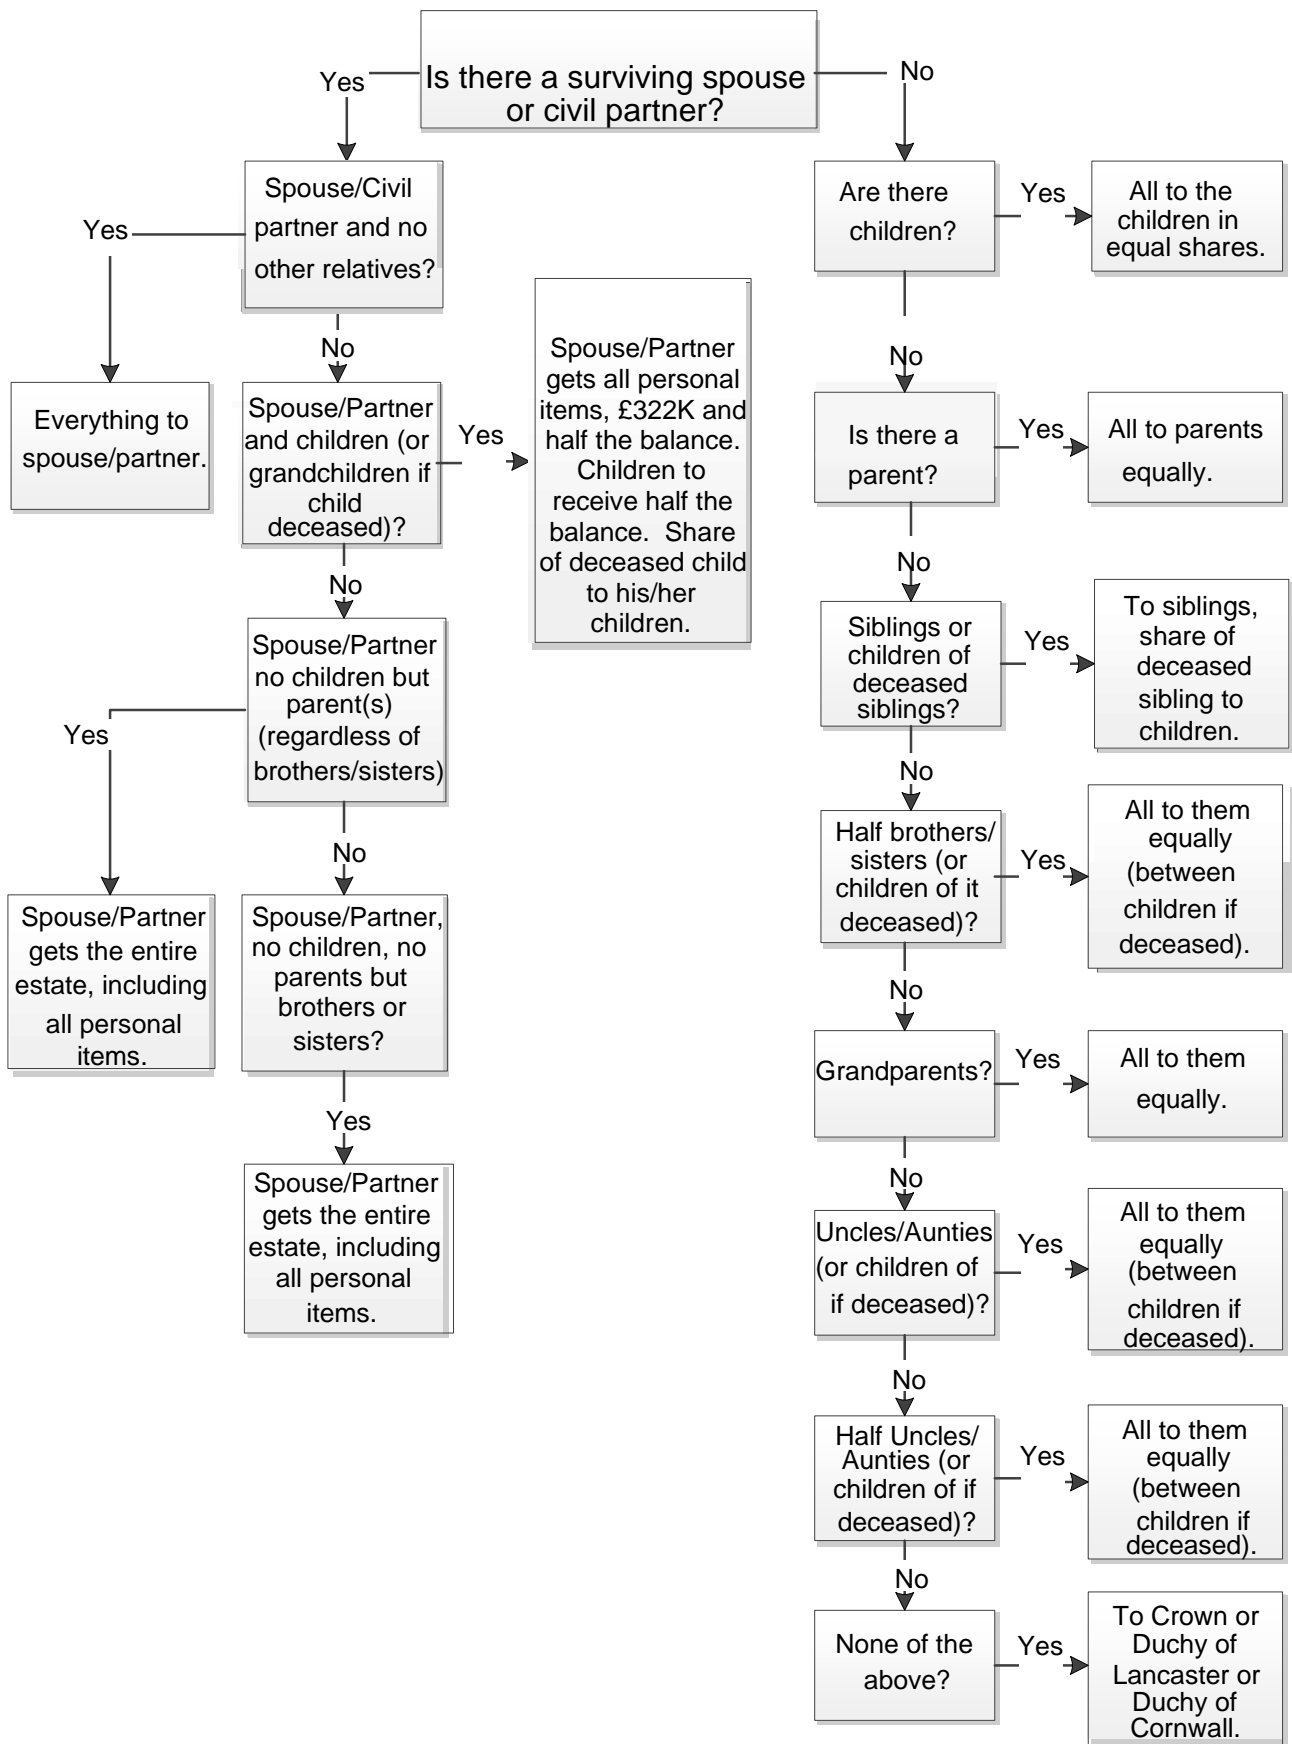 Is there a surviving spouse
or civil partner?
Yes
No
Spouse/Civil
partner and no
other relatives?
Yes
Everything to
spouse/partner.
No
Spouse/Partner
and children (or
grandchildren if
child
deceased)?
Yes
Spouse/Partner
gets all personal
items, £322K and
half the balance.
Children to
receive half the
balance. Share
of deceased child
to his/her
children.
No
Spouse/Partner
no children but
parent(s)
(regardless of
brothers/sisters)
Yes
Spouse/Partner
gets the entire
estate, including
all personal
items.
No
Spouse/Partner,
no children, no
parents but
brothers or
sisters?
Yes
Spouse/Partner
gets the entire
estate, including
all personal
items.
Are there
children?
Yes
All to the
children in
equal shares.
No
Is there a
parent?
Yes
All to parents
equally.
No
Siblings or
children of
deceased
siblings?
Yes
To siblings,
share of
deceased
sibling to
children.
No
Half brothers/
sisters (or
children of it
deceased)?
Yes
All to them
equally
(between
children if
deceased).
No
Grandparents?
Yes
All to them
equally.
No
Uncles/Aunties
(or children of
if deceased)?
Yes
All to them
equally
(between
children if
deceased).
No
Half Uncles/
Aunties (or
children of if
deceased)?
Yes
All to them
equally
(between
children if
deceased).
No
None of the
above?
Yes
To Crown or
Duchy of
Lancaster or
Duchy of
Cornwall.